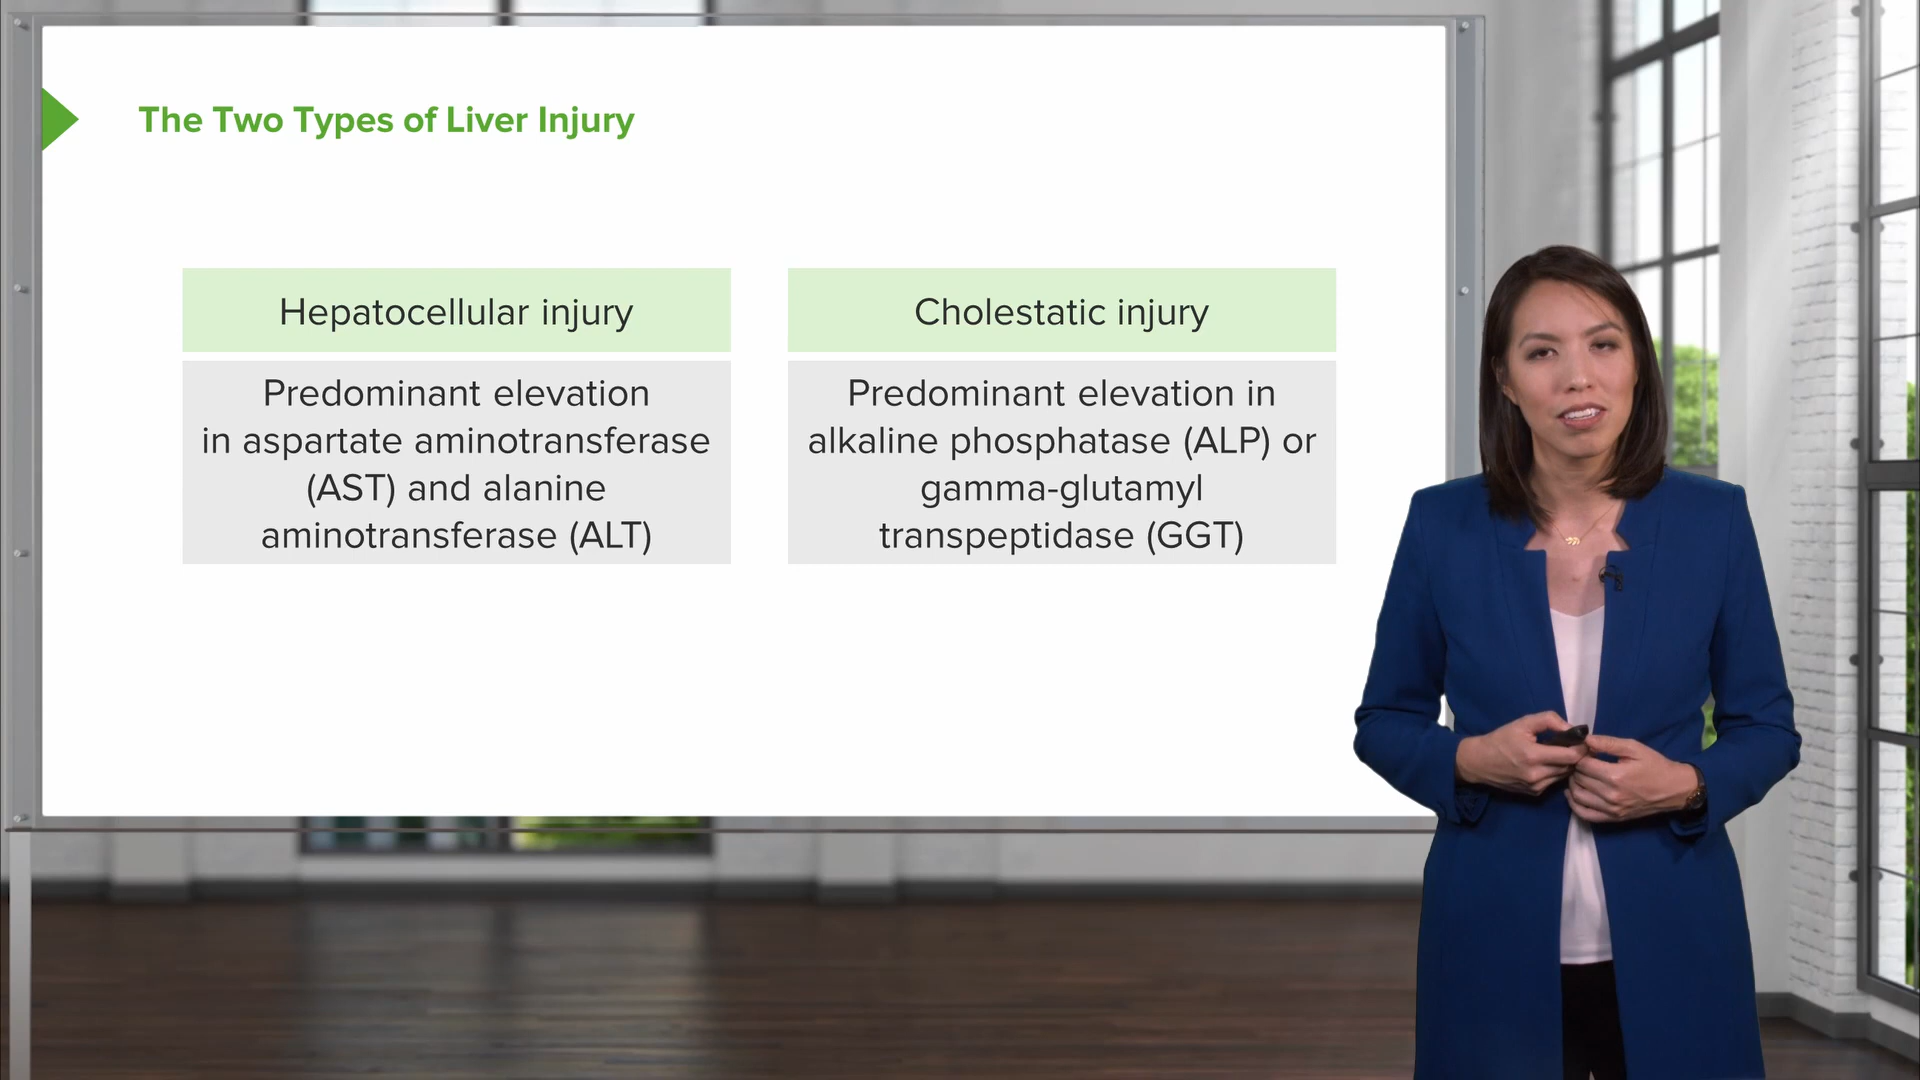 The Two Types of Liver Injury
Hepatocellular injury
Predominant elevation
in aspartate aminotransferase
(AST) and alanine
aminotransferase (ALT)
Cholestatic injury
Predominant elevation in
alkaline phosphatase (ALP) or
gamma-glutamyl
transpeptidase (GGT)